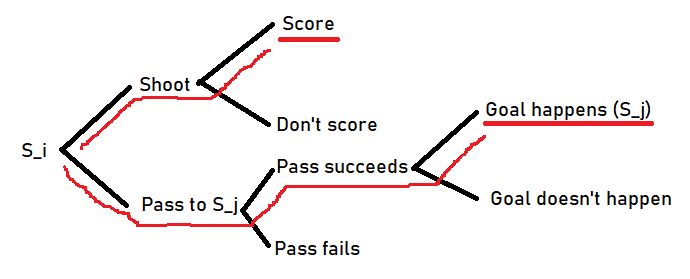 Score
Shoot
Don't score
S_i
Goal happens (S_j)
Pass succeeds
Pass to S_j
Goal doesn't happen
Pass fails